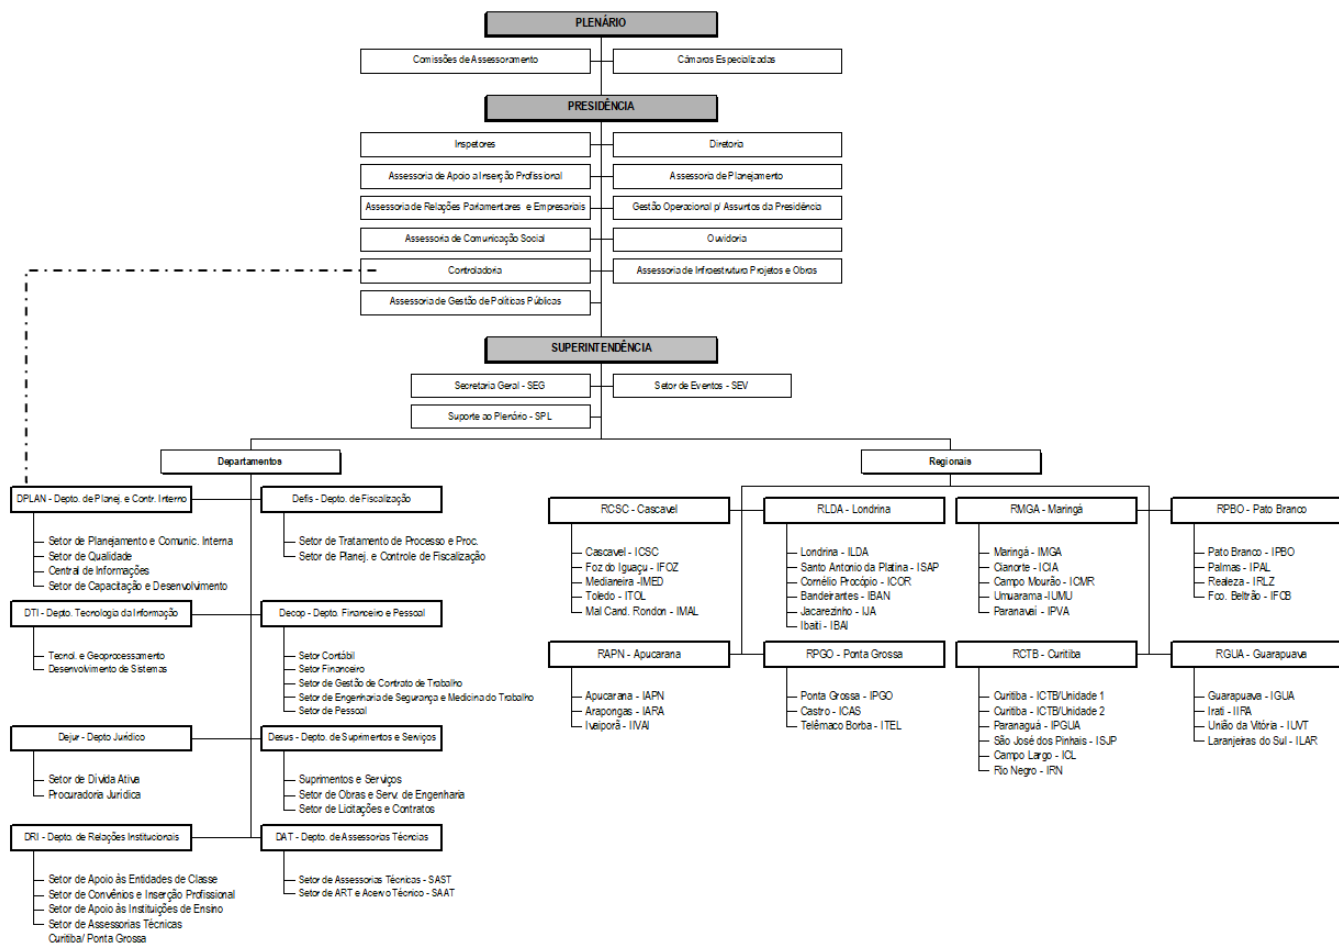 PLENÁRIO
Comissões de Assessoramento
Câmaras Especializadas
PRESIDÊNCIA
Inspetores
Diretoria
Assessoria de Apoio a Inserção Profissional
Assessoria de Planejamento
Assessoria de Relações Parlamentares e Empresariais
Gestão Operacional p/ Assuntos da Presidência
Assessoria de Comunicação Social
Ouvidoria
Controladoria
Assessoria de Infraestrutura Projetos e Obras
Assessoria de Gestão de Políticas Públicas
SUPERINTENDÊNCIA
Secretaria Geral - SEG
Setor de Eventos - SEV
Suporte ao Plenário - SPL
Departamentos
Regionais
DPLAN - Depto. de Planej. e Contr. Interno
Setor de Planejamento e Comunic. Interna
Setor de Qualidade
Central de Informações
Setor de Capacitação e Desenvolvimento
Defis - Depto. de Fiscalização
Setor de Tratamento de Processo e Proc.
Setor de Planej. e Controle de Fiscalização
DTI - Depto. Tecnologia da Informação
Tecnol. e Geoprocessamento
Desenvolvimento de Sistemas
Decop - Depto. Financeiro e Pessoal
Setor Contábil
Setor Financeiro
Setor de Gestão de Contrato de Trabalho
Setor de Engenharia de Segurança e Medicina do Trabalho
Setor de Pessoal
Dejur - Depto Jurídico
Setor de Dívida Ativa
Procuradoria Jurídica
Desus - Depto. de Suprimentos e Serviços
Suprimentos e Serviços
Setor de Obras e Serv. de Engenharia
Setor de Licitações e Contratos
DRI - Depto. de Relações Institucionais
Setor de Apoio às Entidades de Classe
Setor de Convênios e Inserção Profissional
Setor de Apoio às Instituições de Ensino
Setor de Assessorias Técnicas
Curitiba/ Ponta Grossa
DAT - Depto. de Assessorias Técnicas
Setor de Assessorias Técnicas - SAST
Setor de ART e Acervo Técnico - SAAT
RCSC - Cascavel
Cascavel - ICSC
Foz do Iguaçu - IFOZ
Medianeira -IMED
Toledo - ITOL
Mal Cand. Rondon - IMAL
RLDA - Londrina
Londrina - ILDA
Santo Antonio da Platina - ISAP
Cornélio Procópio - ICOR
Bandeirantes - IBAN
Jacarezinho - IJA
Ibaiti - IBAI
RMGA - Maringá
Maringá - IMGA
Cianorte - ICIA
Campo Mourão - ICMR
Umuarama -IUMU
Paranavai - IPVA
RPBO - Pato Branco
Pato Branco - IPBO
Palmas - IPAL
Realeza - IRLZ
Fco. Beltrão - IFCB
RAPN - Apucarana
Apucarana - IAPN
Arapongas - IARA
Ivaiporã - IIVAI
RPGO - Ponta Grossa
Ponta Grossa - IPGO
Castro - ICAS
Telêmaco Borba - ITEL
RCTB - Curitiba
Curitiba - ICTB/Unidade 1
Curitiba - ICTB/Unidade 2
Paranaguá - IPGUA
São José dos Pinhais - ISJP
Campo Largo - ICL
Rio Negro - IRN
RGUA - Guarapuava
Guarapuava - IGUA
Irati - IIRA
União da Vitória - IUVT
Laranjeiras do Sul - ILAR